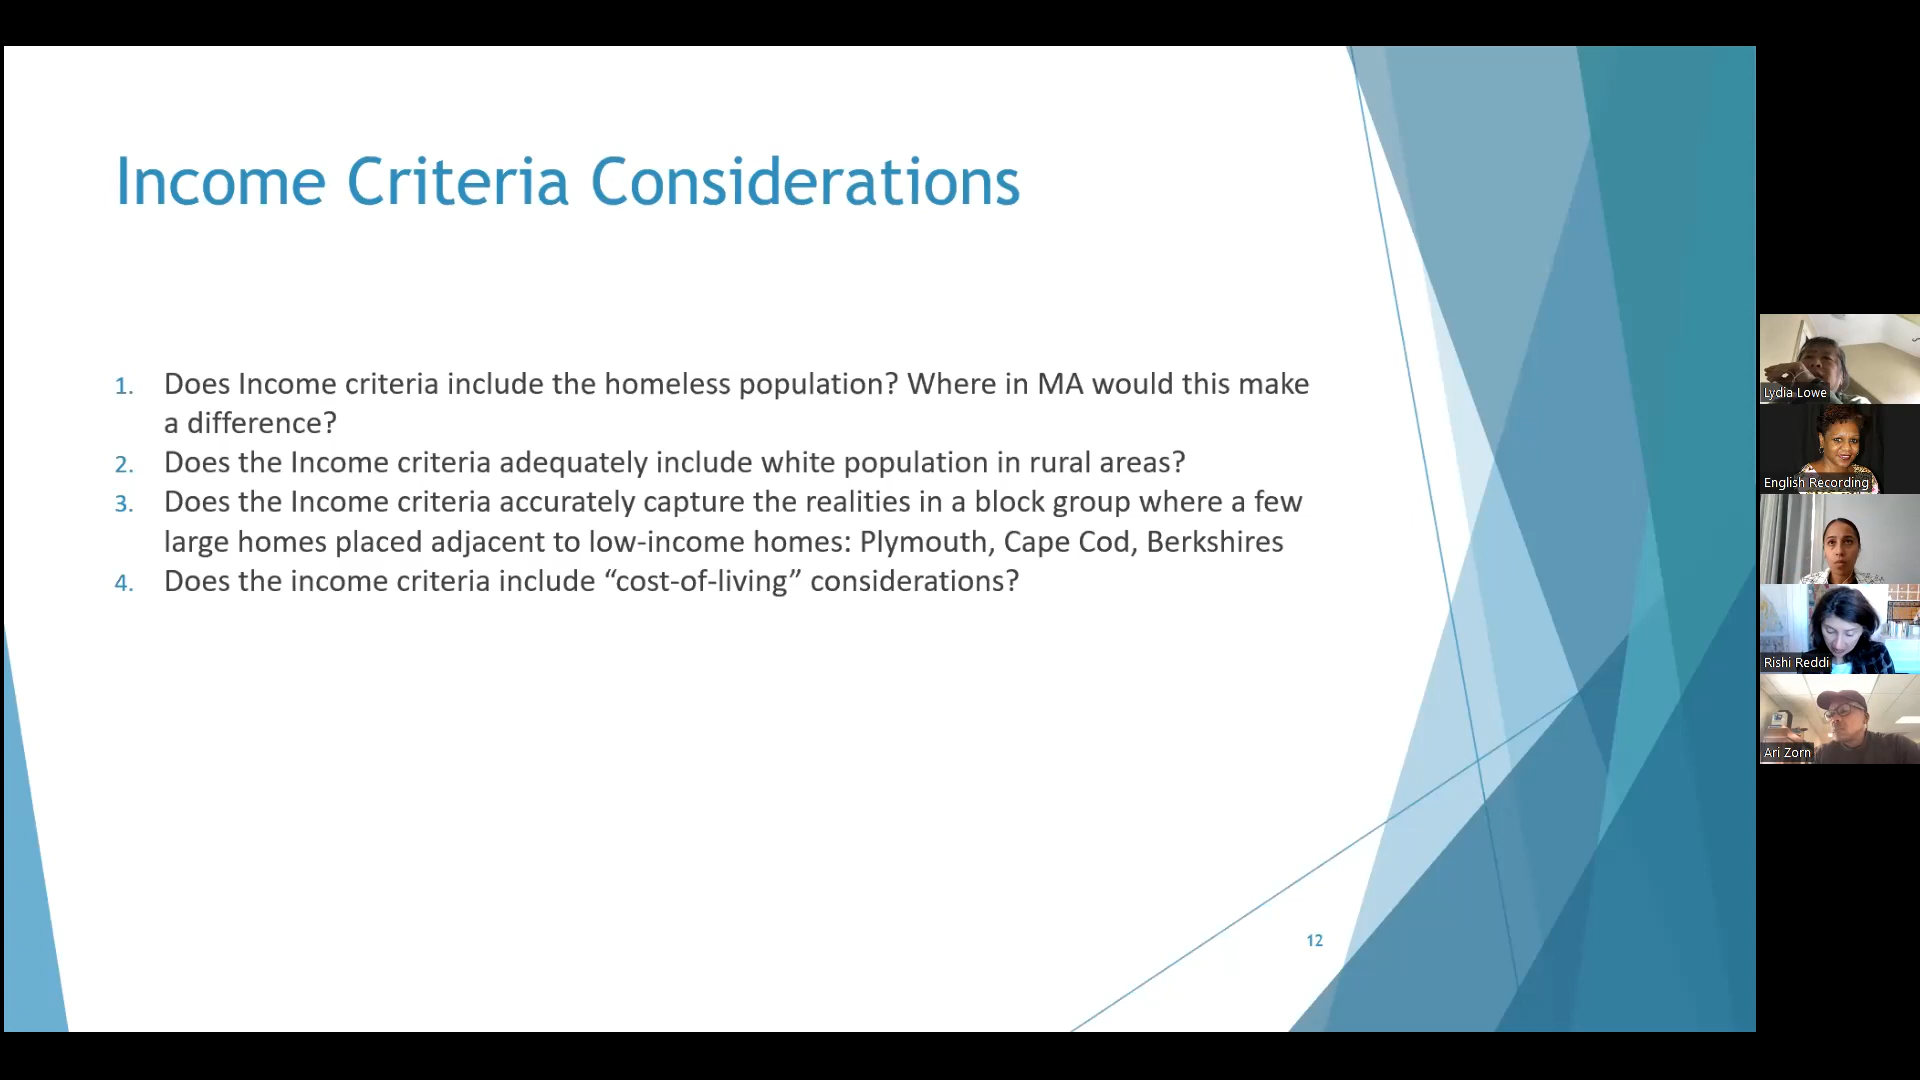 Income Criteria Considerations
1. Does Income criteria include the homeless population? Where in MA would this make
a difference?
2. Does the Income criteria adequately include white population in rural areas?
3. Does the Income criteria accurately capture the realities in a block group where a few
large homes placed adjacent to low-income homes: Plymouth, Cape Cod, Berkshires
4. Does the income criteria include “cost-of-living” considerations?
12
Lydia Lowe
English Recording
Rishi Reddi
Ari Zorn